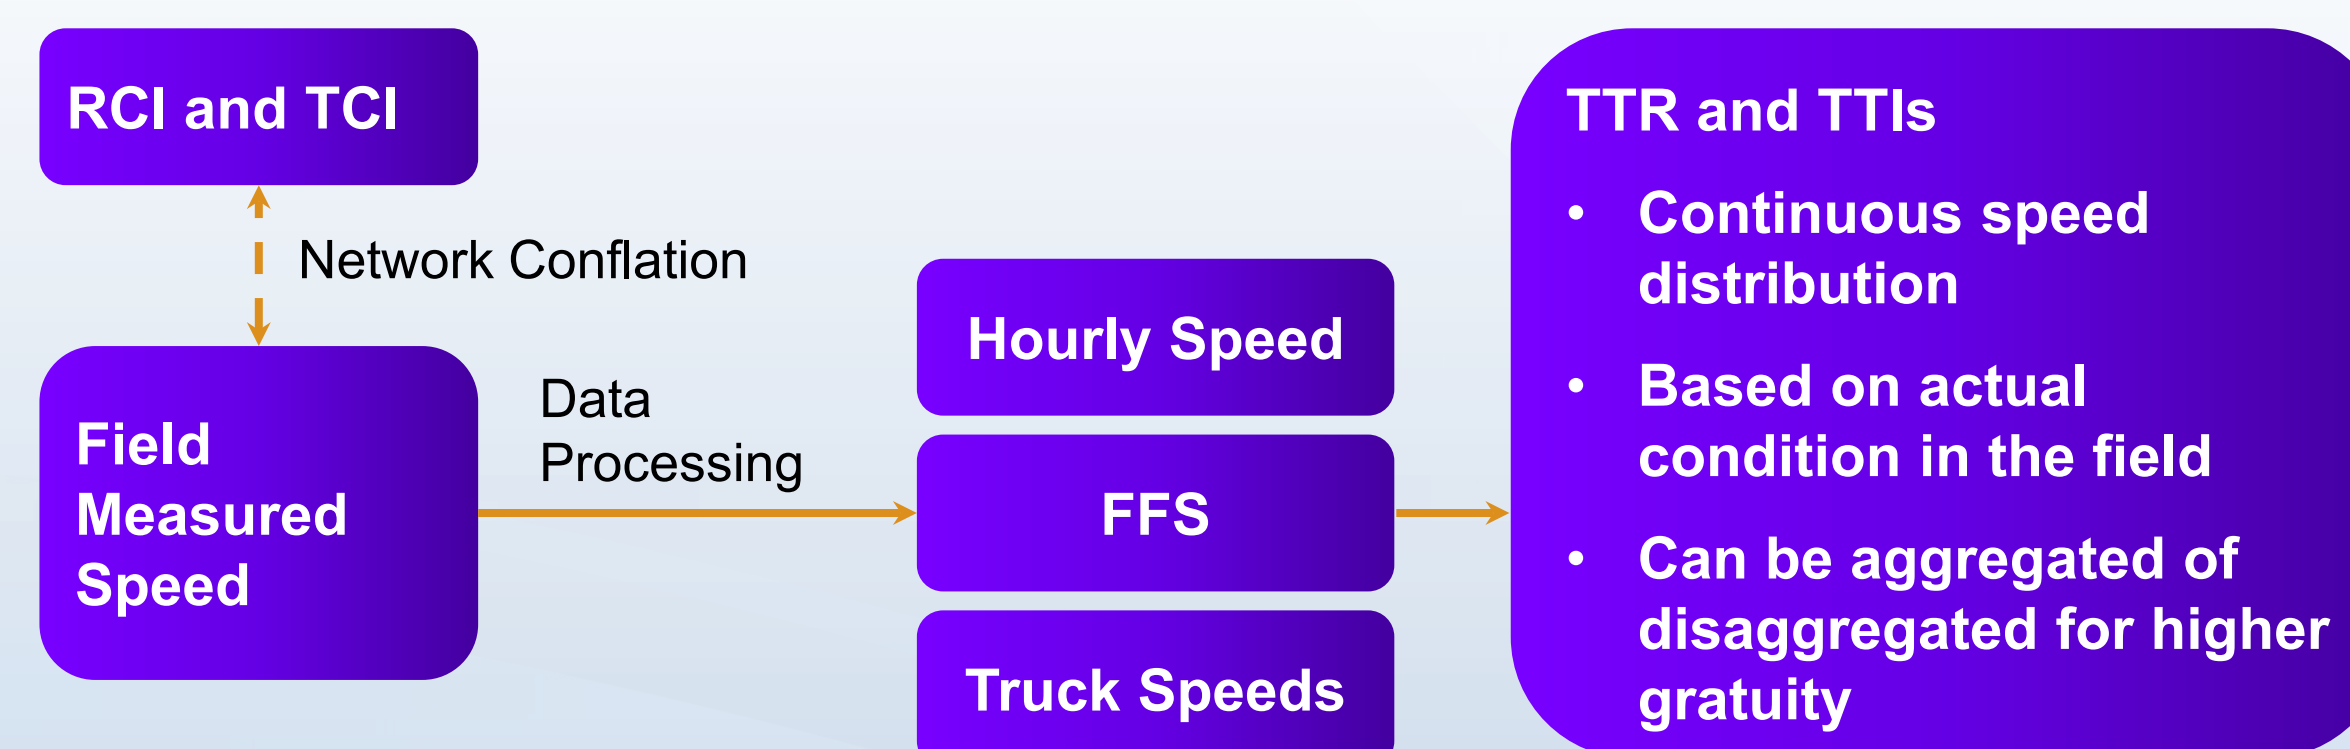 RCI and TCI
Network Conflation
Field
Measured
Speed
Data
Processing
Hourly Speed
FFS
Truck Speeds
TTR and TTIs
• Continuous speed
distribution
• Based on actual
condition in the field
• Can be aggregated of
disaggregated for higher
gratuity